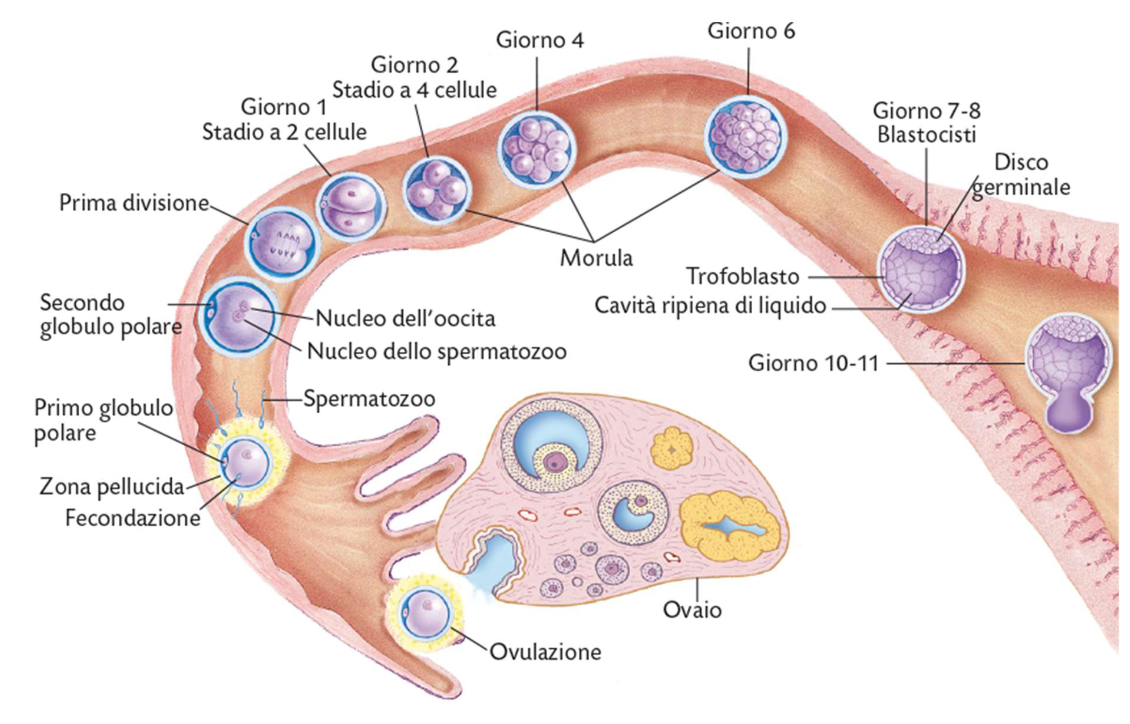 Giorno 6
Giorno 4
Giorno 2
Stadio a 4 cellule
Giorno 1
Stadio a 2 cellule
Giorno 7-8
Blastocisti
Disco
germinale
Prima divisione
Morula
Trofoblasto
Cavità ripiena di liquido
Secondo
globulo polare
Nucleo dell'oocita
Nucleo dello spermatozoo
Giorno 10-11
Spermatozoo
Primo globulo
polare
Zona pellucida
Fecondazione
Ovaio
Ovulazione